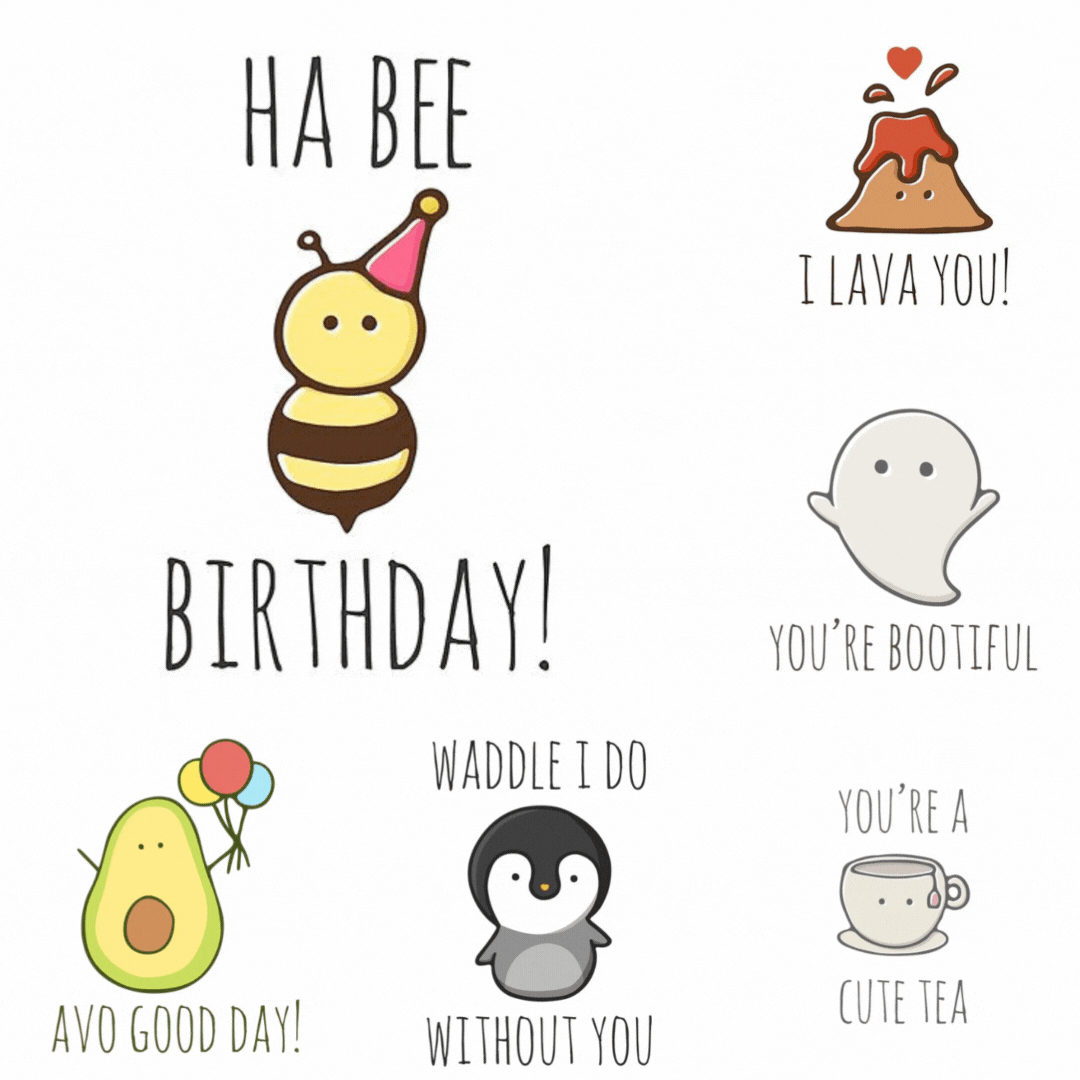 HA BEE
BIRTHDAY!
I LAVA YOU!
YOU'RE BOOTIFUL
AVO GOOD DAY!
WADDLE I DO
WITHOUT YOU
YOU'RE A
CUTE TEA